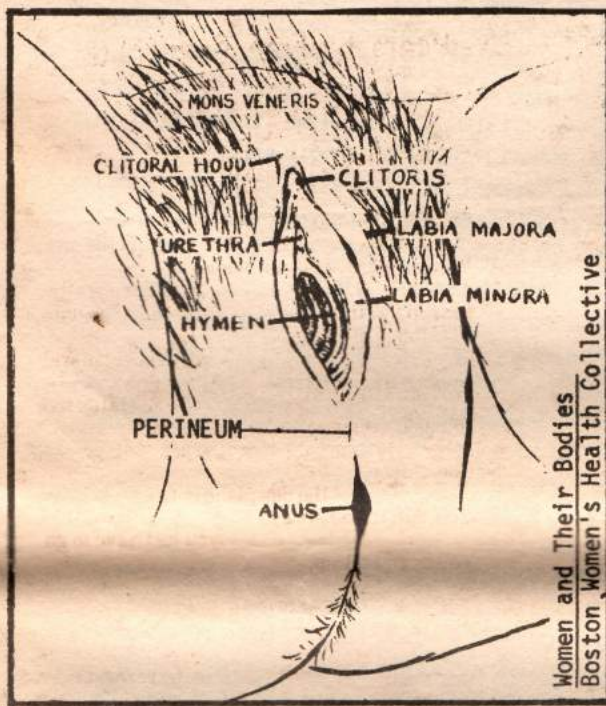 MONS VENERIS
CLITORAL HOOD
CLITORIS
URETHRA
LABIA MAJORA
LABIA MINORA
HYMEN
PERINEUM
ANUS
Women and Their Bodies
Boston Women's Health Collective